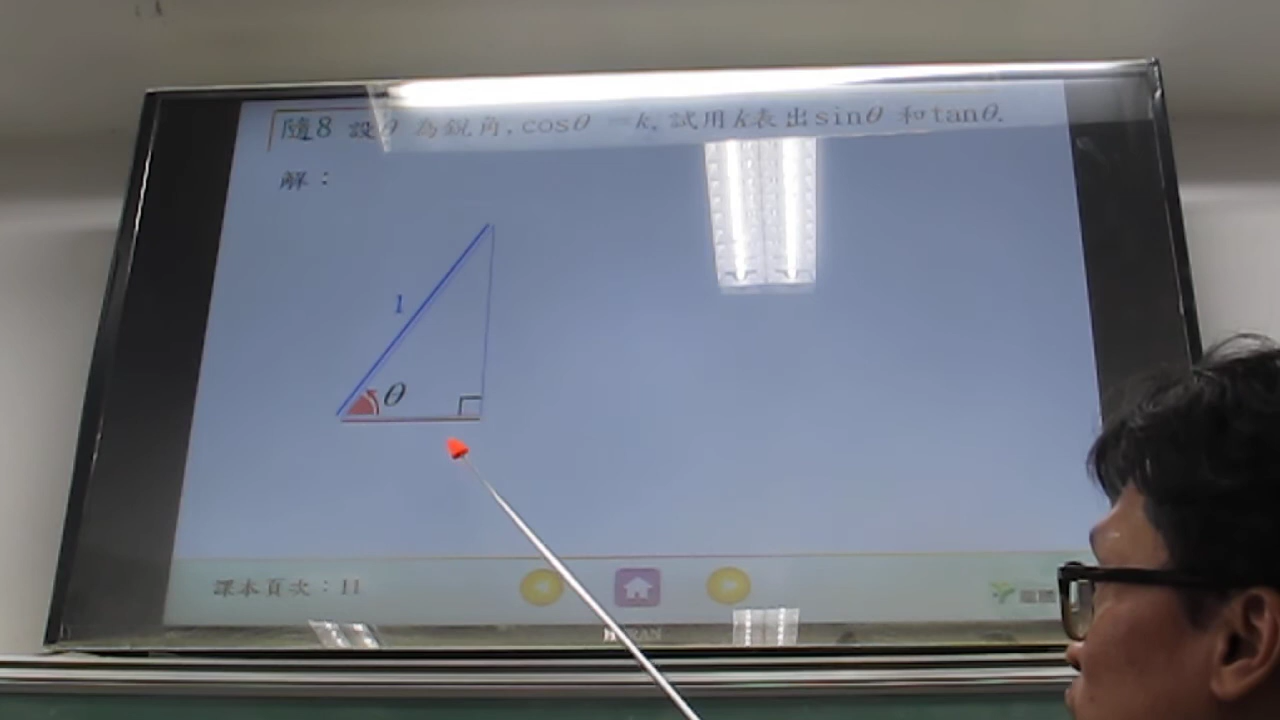 隨8 設θ為銳角, cosθ=k, 試用k表出sinθ和tanθ.
解：
1
θ
課本頁次：11
HERAN